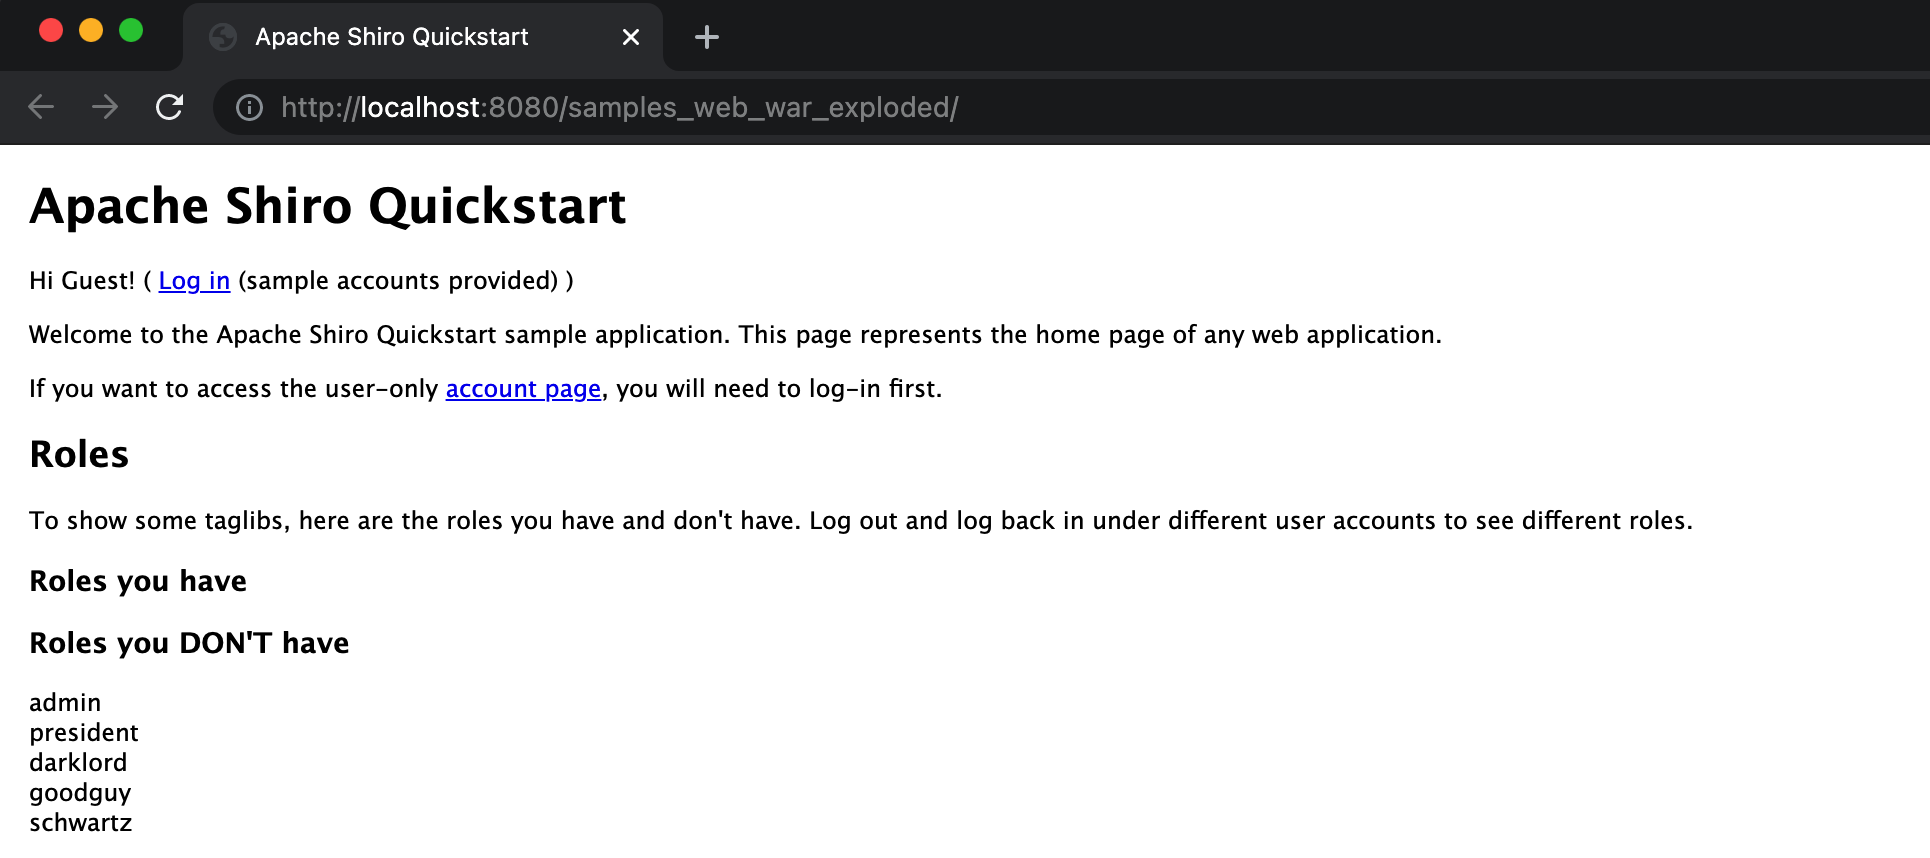 Apache Shiro Quickstart
http://localhost:8080/samples_web_war_exploded/
Apache Shiro Quickstart
Hi Guest! ( Log in (sample accounts provided) )
Welcome to the Apache Shiro Quickstart sample application. This page represents the home page of any web application.
If you want to access the user-only account page, you will need to log-in first.
Roles
To show some taglibs, here are the roles you have and don't have. Log out and log back in under different user accounts to see different roles.
Roles you have
Roles you DON'T have
admin
president
darklord
goodguy
schwartz